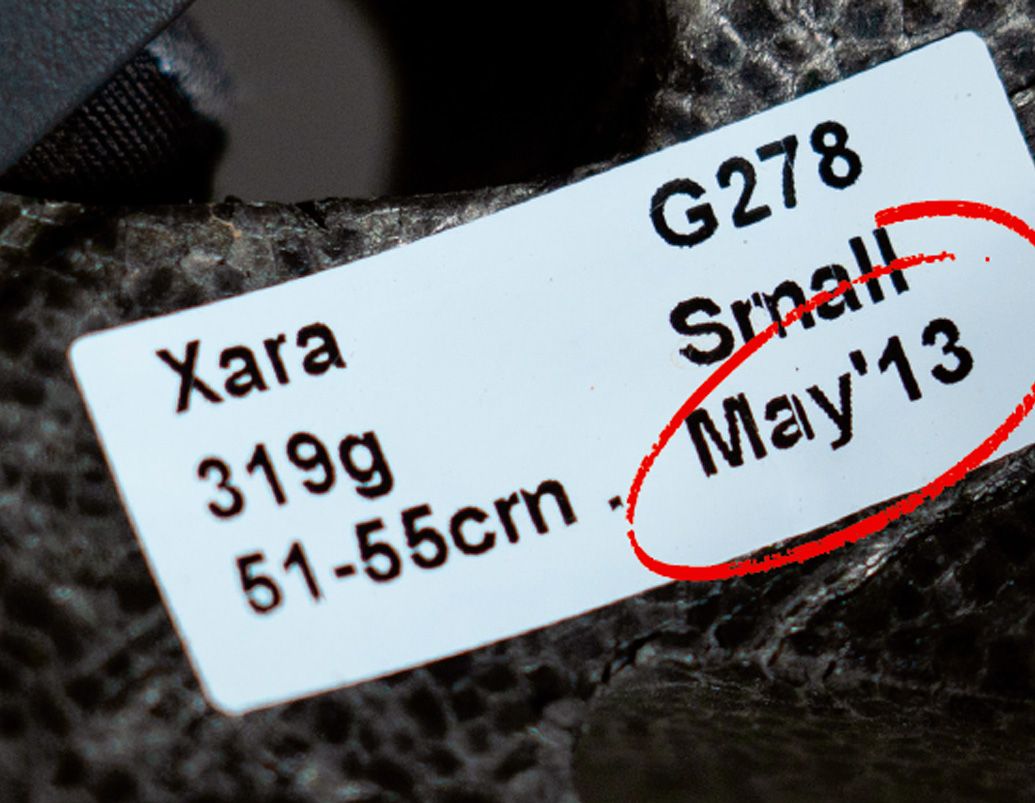 Xara
G278
319g
Srnall
51-55crn -
May'13